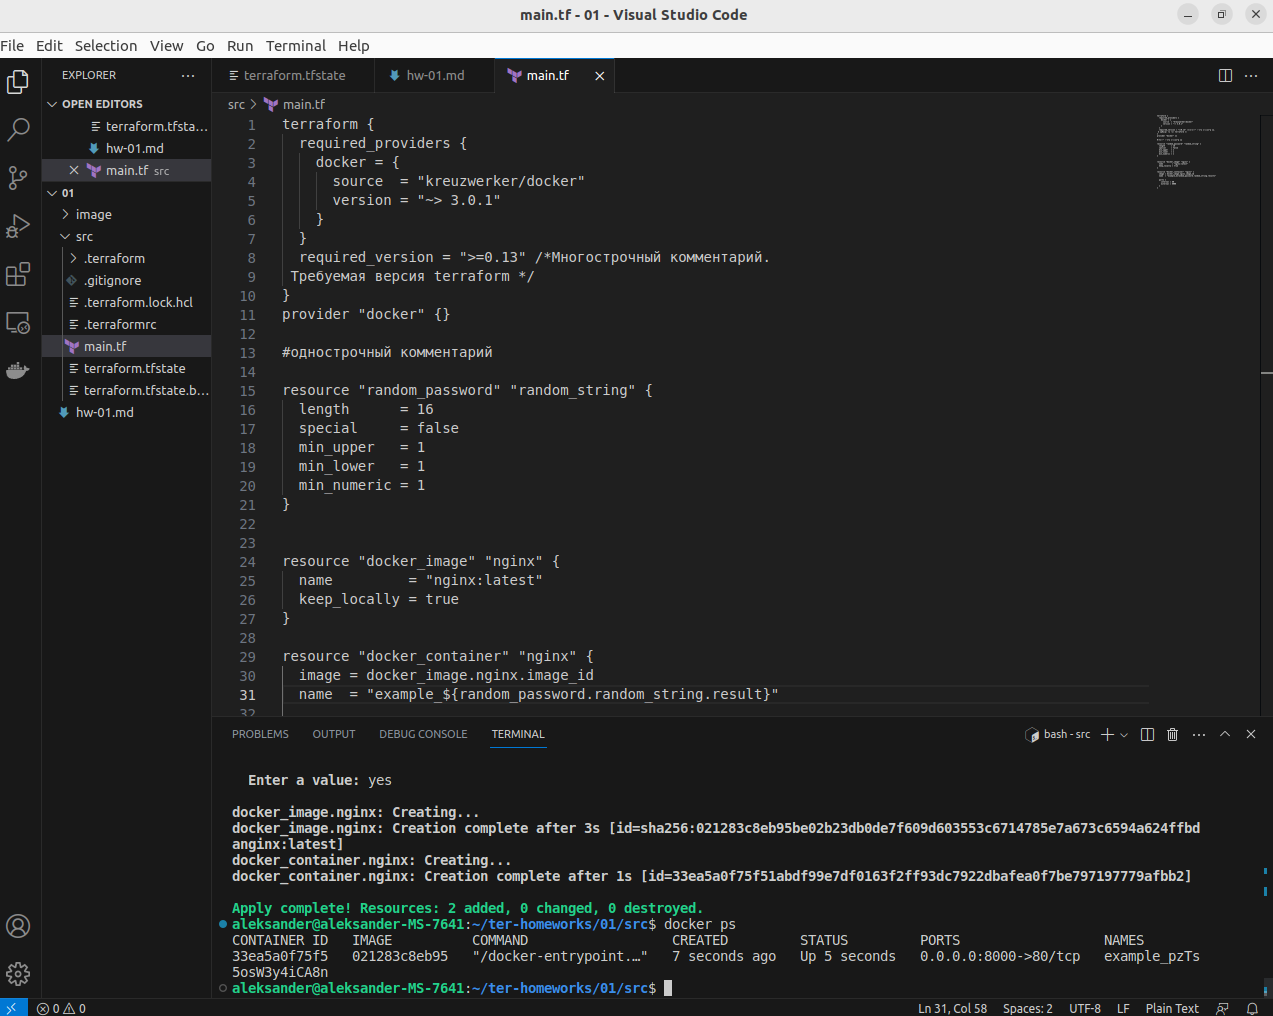 main.tf - 01 - Visual Studio Code
File Edit Selection View Go Run Terminal Help
EXPLORER
OPEN EDITORS
terraform.tfsta...
hw-01.md
main.tf src
01
image
src
.terraform
.gitignore
.terraform.lock.hcl
.terraformrc
main.tf
terraform.tfstate
terraform.tfstate.b...
hw-01.md
terraform.tfstate hw-01.md main.tf
src > main.tf
1 terraform {
2   required_providers {
3     docker = {
4       source  = "kreuzwerker/docker"
5       version = "~> 3.0.1"
6     }
7   }
8   required_version = ">=0.13" /*Многострочный комментарий.
9  Требуемая версия terraform */
10 }
11 provider "docker" {}
12
13 #однострочный комментарий
14
15 resource "random_password" "random_string" {
16   length      = 16
17   special     = false
18   min_upper   = 1
19   min_lower   = 1
20   min_numeric = 1
21 }
22
23
24 resource "docker_image" "nginx" {
25   name         = "nginx:latest"
26   keep_locally = true
27 }
28
29 resource "docker_container" "nginx" {
30   image = docker_image.nginx.image_id
31   name  = "example_${random_password.random_string.result}"
32
PROBLEMS OUTPUT DEBUG CONSOLE TERMINAL
bash - src
Enter a value: yes
docker_image.nginx: Creating...
docker_image.nginx: Creation complete after 3s [id=sha256:021283c8eb95be02b23db0de7f609d603553c6714785e7a673c6594a624ffbd
anginx:latest]
docker_container.nginx: Creating...
docker_container.nginx: Creation complete after 1s [id=33ea5a0f75f51abdf99e7df0163f2ff93dc7922dbafea0f7be797197779afbb2]
Apply complete! Resources: 2 added, 0 changed, 0 destroyed.
aleksander@aleksander-MS-7641:~/ter-homeworks/01/src$ docker ps
CONTAINER ID   IMAGE          COMMAND                  CREATED         STATUS         PORTS                  NAMES
33ea5a0f75f5   021283c8eb95   "/docker-entrypoint.…"   7 seconds ago   Up 5 seconds   0.0.0.0:8000->80/tcp   example_pzTs
5osW3y4iCA8n
aleksander@aleksander-MS-7641:~/ter-homeworks/01/src$
0 0 Ln 31, Col 58 Spaces: 2 UTF-8 LF Plain Text